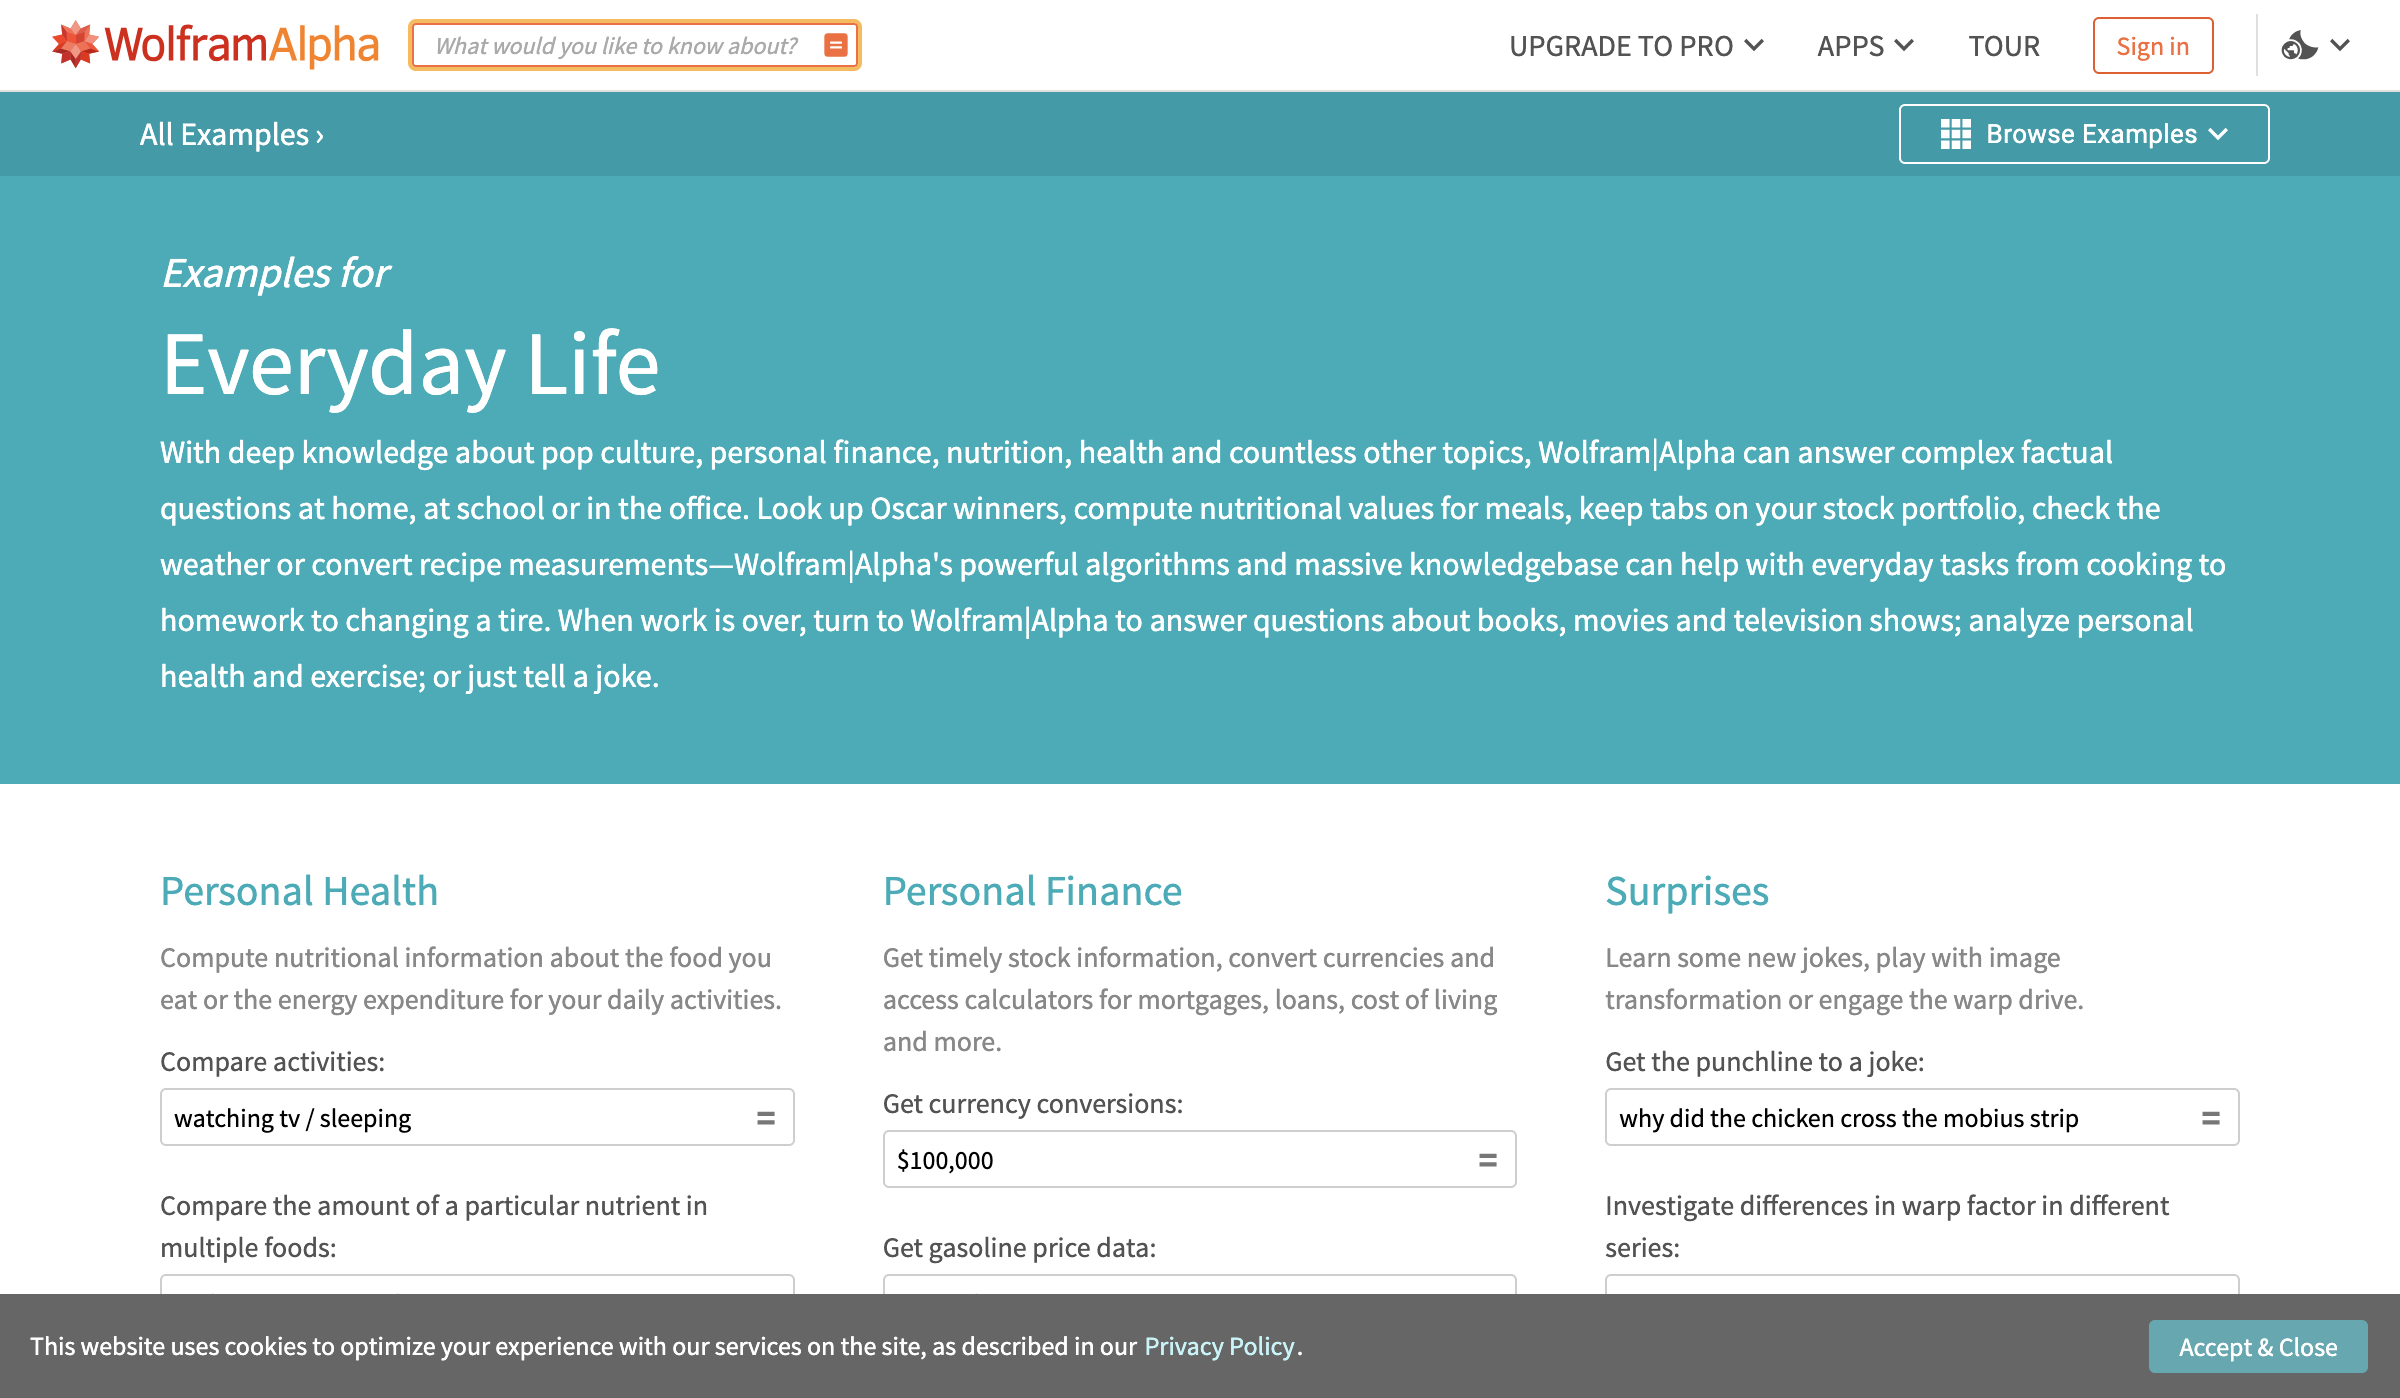 WolframAlpha
What would you like to know about?
UPGRADE TO PRO
APPS
TOUR
Sign in
All Examples ›
Browse Examples
Examples for
Everyday Life
With deep knowledge about pop culture, personal finance, nutrition, health and countless other topics, Wolfram|Alpha can answer complex factual
questions at home, at school or in the office. Look up Oscar winners, compute nutritional values for meals, keep tabs on your stock portfolio, check the
weather or convert recipe measurements—Wolfram|Alpha's powerful algorithms and massive knowledgebase can help with everyday tasks from cooking to
homework to changing a tire. When work is over, turn to Wolfram|Alpha to answer questions about books, movies and television shows; analyze personal
health and exercise; or just tell a joke.
Personal Health
Compute nutritional information about the food you
eat or the energy expenditure for your daily activities.
Compare activities:
watching tv / sleeping
Compare the amount of a particular nutrient in
multiple foods:
Personal Finance
Get timely stock information, convert currencies and
access calculators for mortgages, loans, cost of living
and more.
Get currency conversions:
$100,000
Get gasoline price data:
Surprises
Learn some new jokes, play with image
transformation or engage the warp drive.
Get the punchline to a joke:
why did the chicken cross the mobius strip
Investigate differences in warp factor in different
series:
This website uses cookies to optimize your experience with our services on the site, as described in our Privacy Policy.
Accept & Close